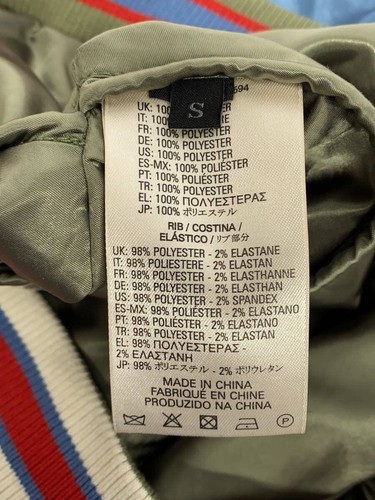 594
S
UK: 100
IT: 100 IE
FR: 100% POLYESTER
DE: 100% POLYESTER
US: 100% POLYESTER
ES-MX: 100% POLIÉSTER
PT: 100% POLIÉSTER
TR: 100% POLYESTER
EL: 100% ΠΟΛΥΕΣΤΕΡΑΣ
JP: 100% ポリエステル
RIB / COSTINA /
ELÁSTICO / リブ部分
UK: 98% POLYESTER - 2% ELASTANE
IT: 98% POLIESTERE - 2% ELASTAN
FR: 98% POLYESTER - 2% ELASTHANNE
DE: 98% POLYESTER - 2% ELASTHAN
US: 98% POLYESTER - 2% SPANDEX
ES-MX: 98% POLIÉSTER - 2% ELASTANO
PT: 98% POLIÉSTER - 2% ELASTANO
TR: 98% POLYESTER - 2% ELASTAN
EL: 98% ΠΟΛΥΕΣΤΕΡΑΣ -
2% ΕΛΑΣΤΑΝΗ
JP: 98% ポリエステル - 2% ポリウレタン
MADE IN CHINA
FABRIQUÉ EN CHINE
PRODUZIDO NA CHINA
P